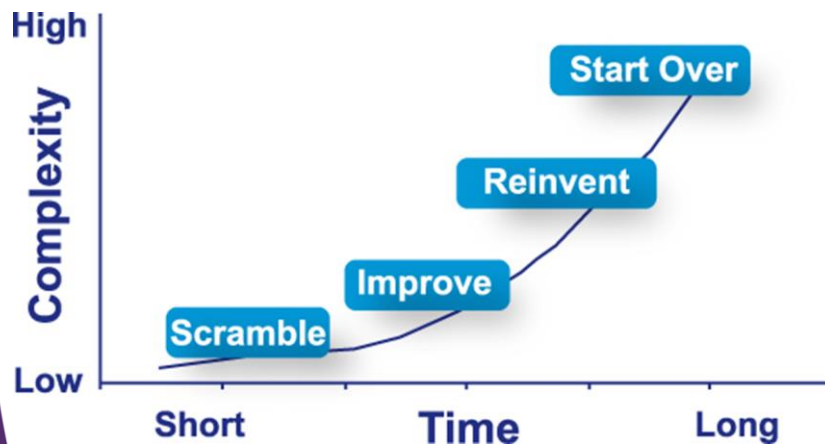 High
Start Over
Complexity
Reinvent
Improve
Scramble
Low
Short Time Long